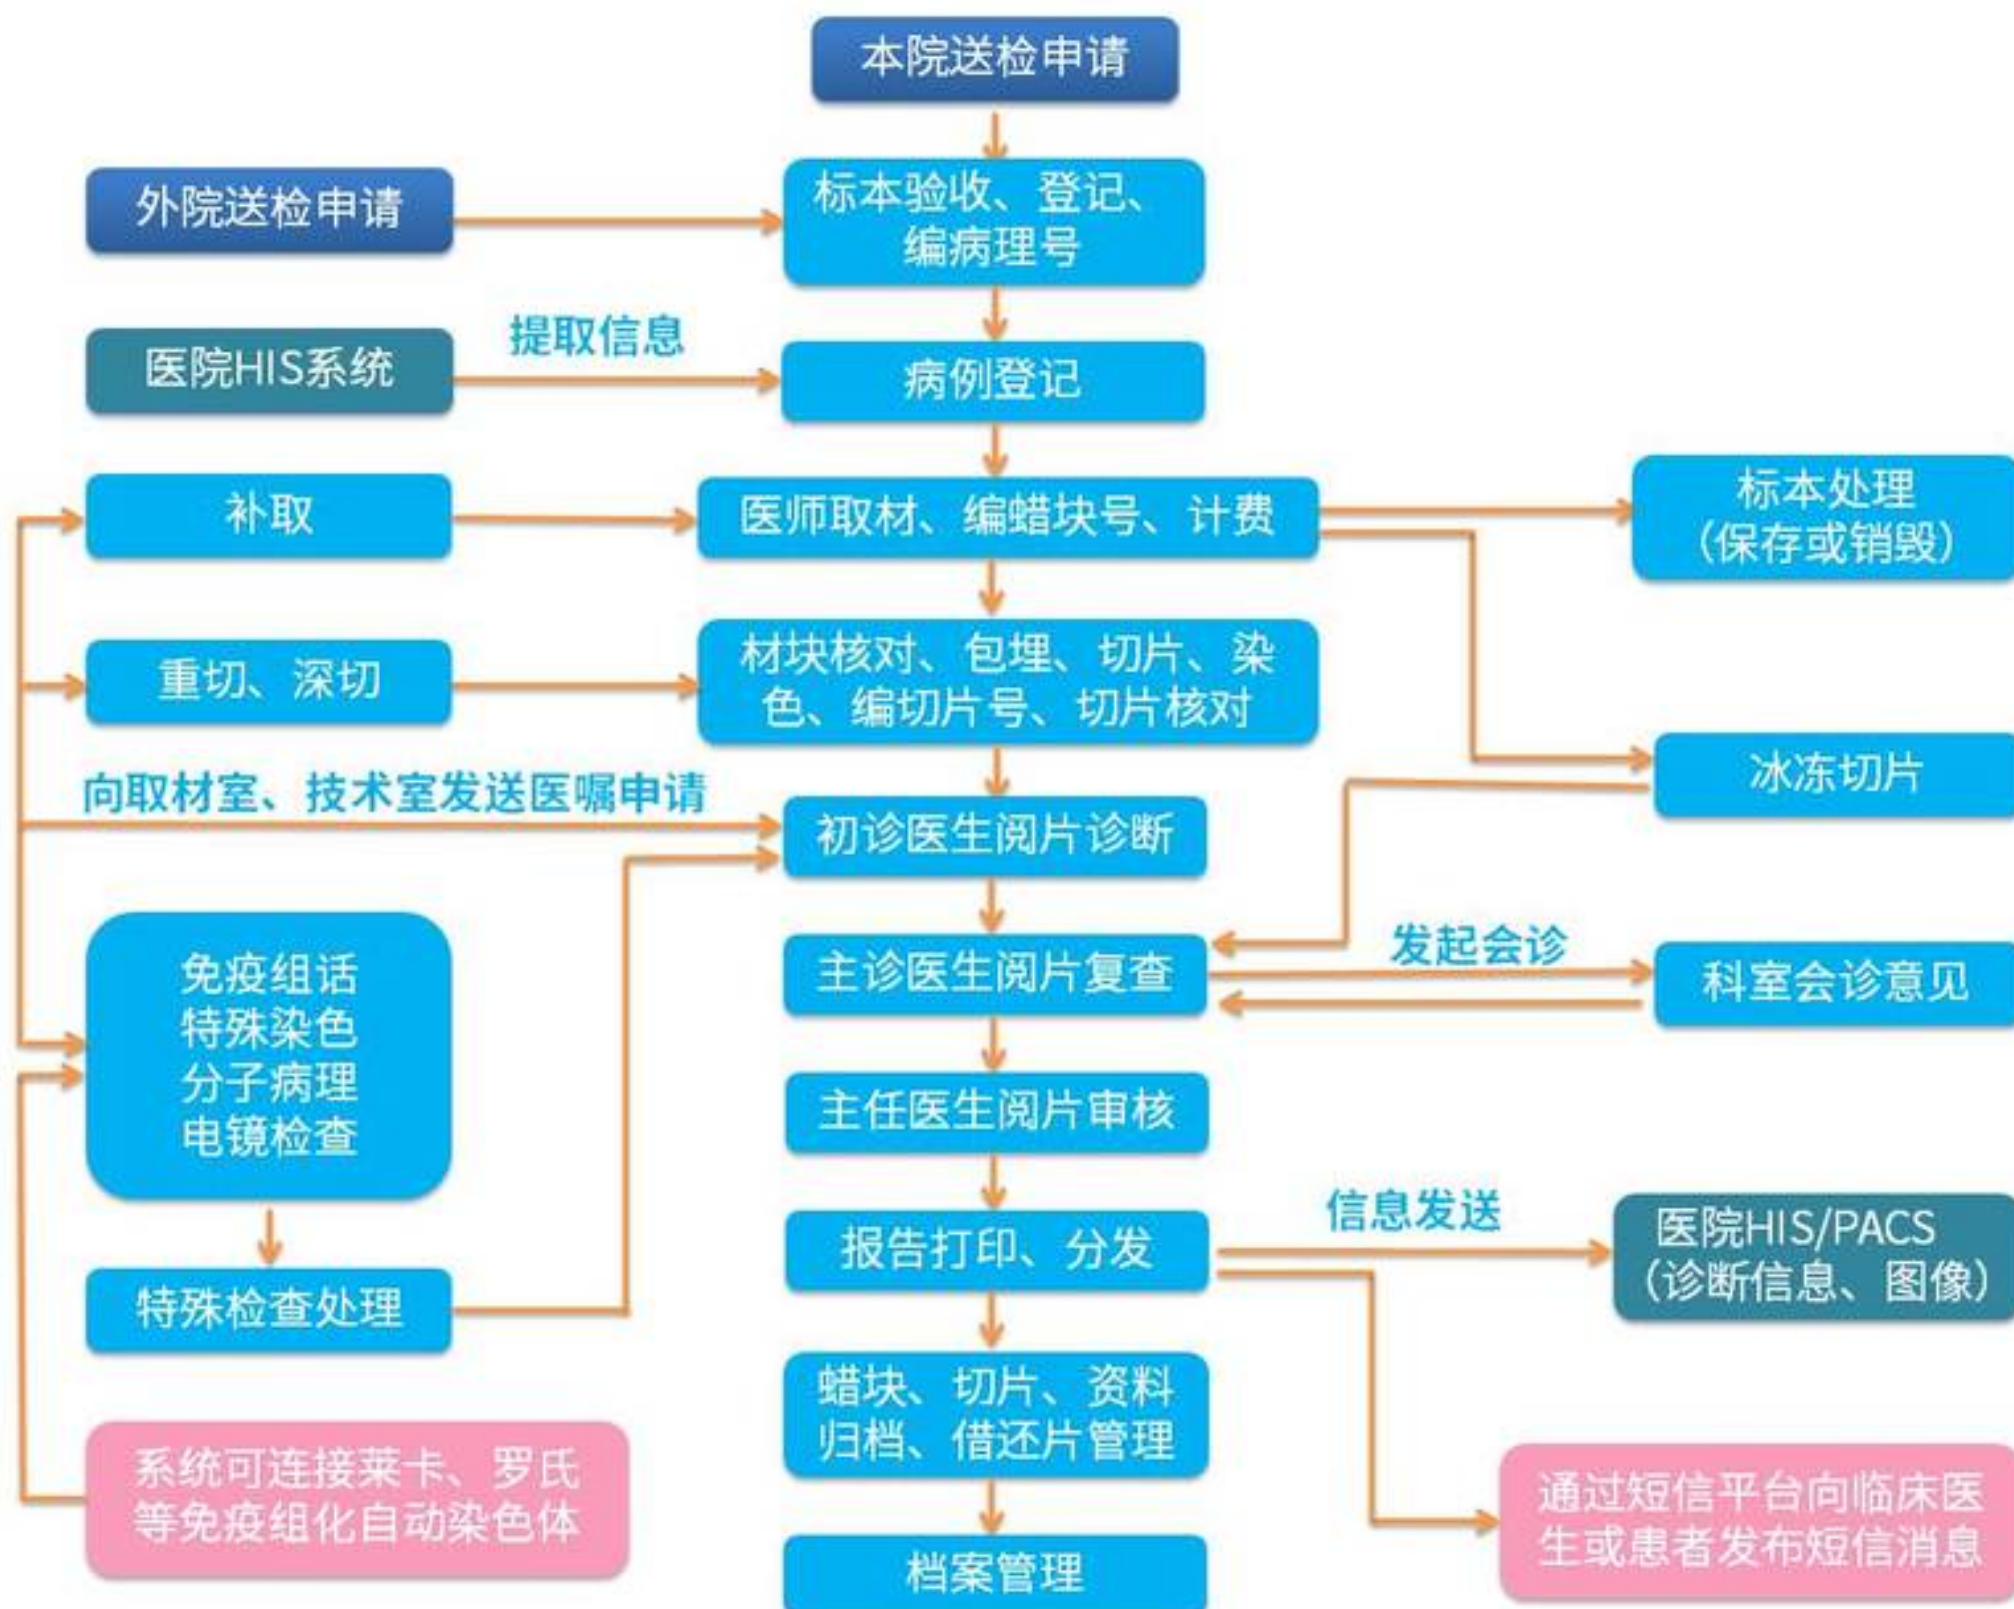 本院送检申请
外院送检申请
标本验收、登记、
编病理号
医院HIS系统
提取信息
病例登记
补取
医师取材、编蜡块号、计费
标本处理
（保存或销毁）
重切、深切
材块核对、包埋、切片、染
色、编切片号、切片核对
向取材室、技术室发送医嘱申请
初诊医生阅片诊断
冰冻切片
免疫组话
特殊染色
分子病理
电镜检查
主诊医生阅片复查
发起会诊
科室会诊意见
主任医生阅片审核
特殊检查处理
报告打印、分发
信息发送
医院HIS/PACS
（诊断信息、图像）
蜡块、切片、资料
归档、借还片管理
系统可连接莱卡、罗氏
等免疫组化自动染色体
通过短信平台向临床医
生或患者发布短信消息
档案管理